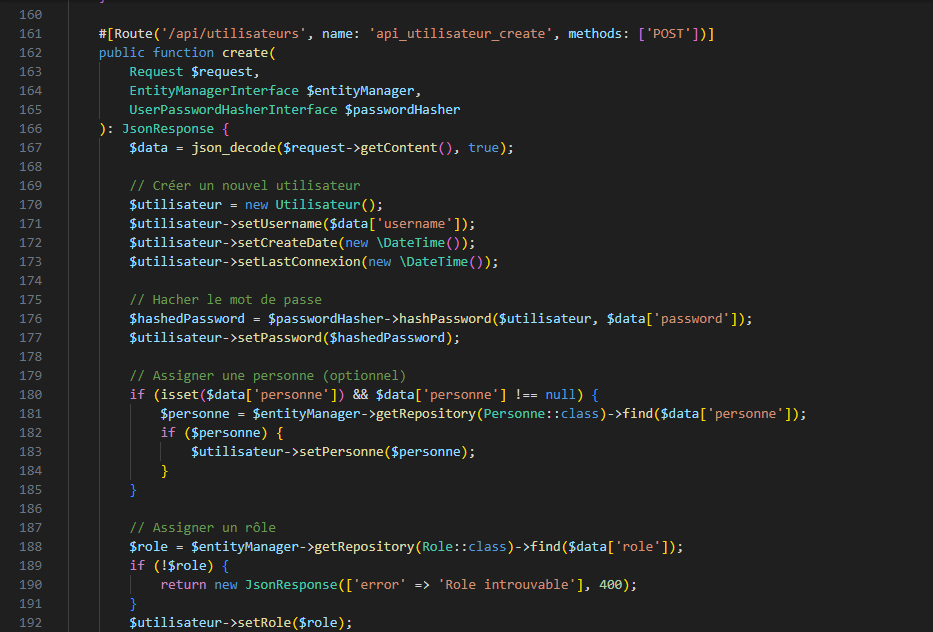 160
161 #[Route('/api/utilisateurs', name: 'api_utilisateur_create', methods: ['POST'])]
162 public function create(
163     Request $request,
164     EntityManagerInterface $entityManager,
165     UserPasswordHasherInterface $passwordHasher
166 ): JsonResponse {
167     $data = json_decode($request->getContent(), true);
168
169     // Créer un nouvel utilisateur
170     $utilisateur = new Utilisateur();
171     $utilisateur->setUsername($data['username']);
172     $utilisateur->setCreateDate(new \DateTime());
173     $utilisateur->setLastConnexion(new \DateTime());
174
175     // Hacher le mot de passe
176     $hashedPassword = $passwordHasher->hashPassword($utilisateur, $data['password']);
177     $utilisateur->setPassword($hashedPassword);
178
179     // Assigner une personne (optionnel)
180     if (isset($data['personne']) && $data['personne'] !== null) {
181         $personne = $entityManager->getRepository(Personne::class)->find($data['personne']);
182         if ($personne) {
183             $utilisateur->setPersonne($personne);
184         }
185     }
186
187     // Assigner un rôle
188     $role = $entityManager->getRepository(Role::class)->find($data['role']);
189     if (!$role) {
190         return new JsonResponse(['error' => 'Role introuvable'], 400);
191     }
192     $utilisateur->setRole($role);